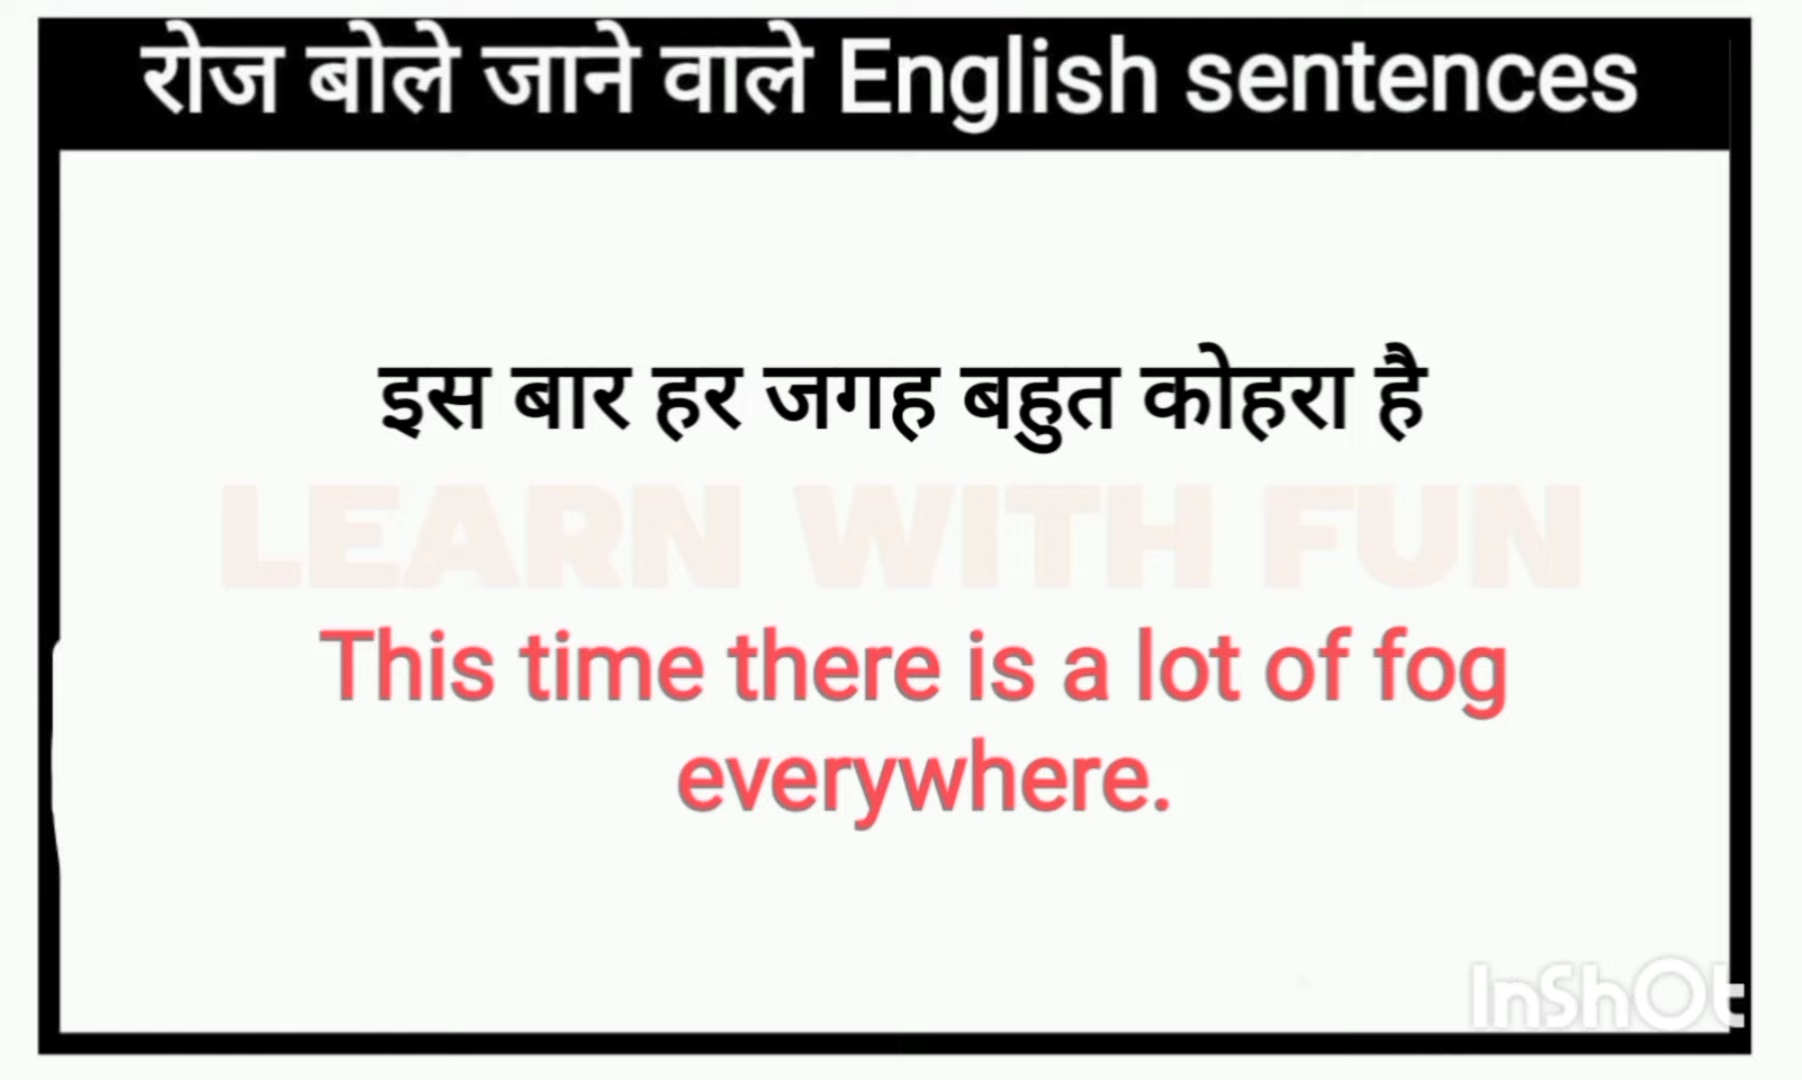 रोज बोले जाने वाले English sentences
इस बार हर जगह बहुत कोहरा है
LEARN WITH FUN
This time there is a lot of fog
everywhere.
InShOt